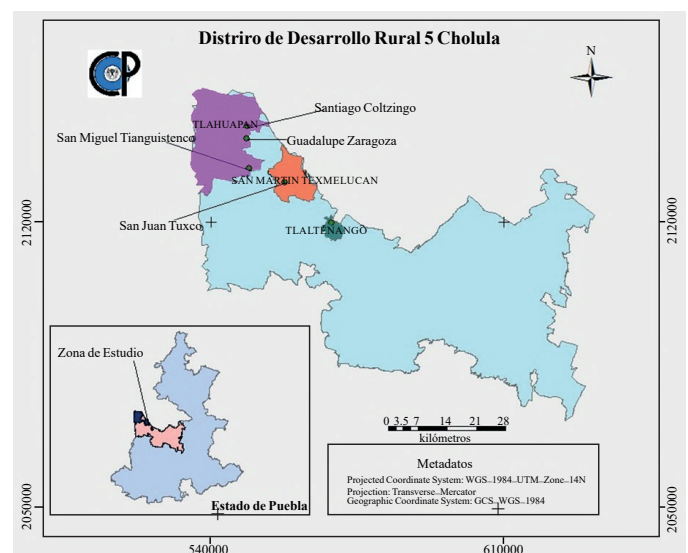 Distriro de Desarrollo Rural 5 Cholula
CP
N
Santiago Coltzingo
TLAHUAPAN
San Miguel Tianguistenco
Guadalupe Zaragoza
SAN MARTIN TEXMELUCAN
San Juan Tuxco
TLALTENANGO
2120000
2120000
Zona de Estudio
Estado de Puebla
0 3.5 7 14 21 28
kilómetros
Metadatos
Projected Coordinate System: WGS_1984_UTM_Zone_14N
Projection: Transverse_Mercator
Geographic Coordinate System: GCS_WGS_1984
2050000
2050000
540000
610000